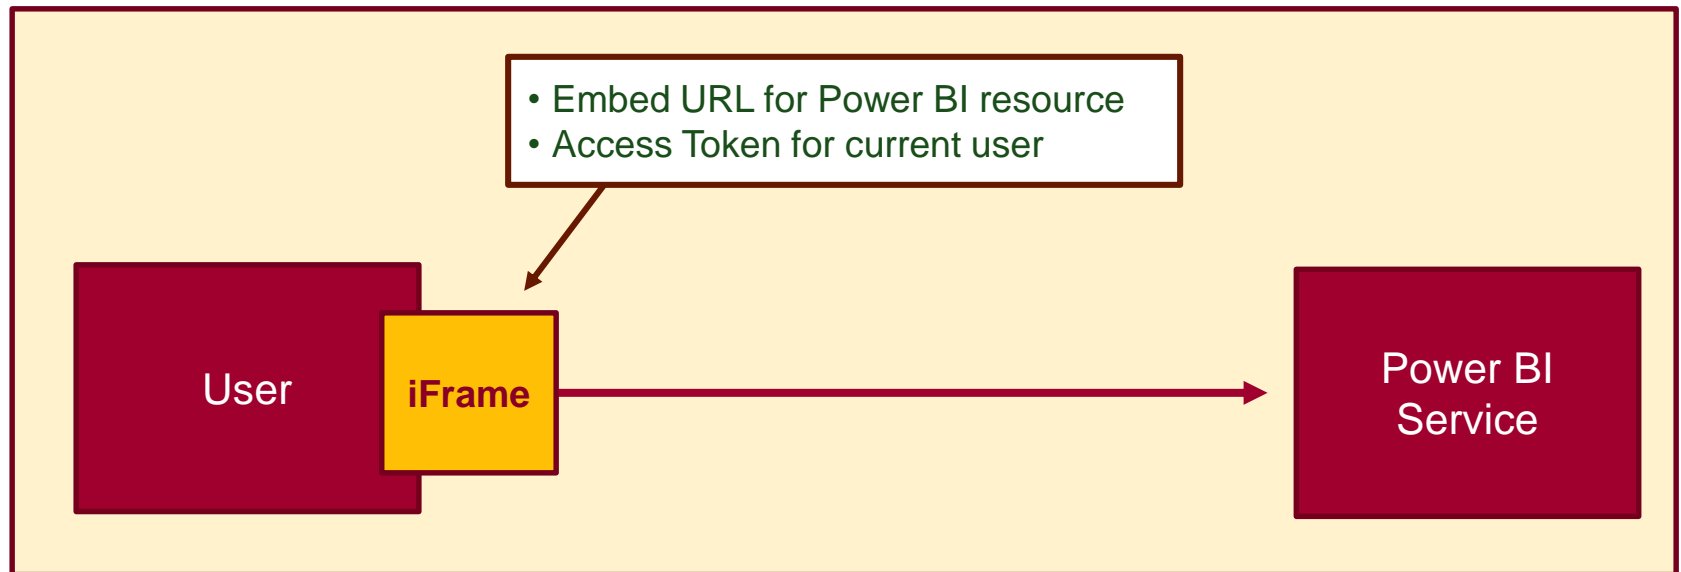 • Embed URL for Power BI resource
• Access Token for current user
User
iFrame
Power BI
Service